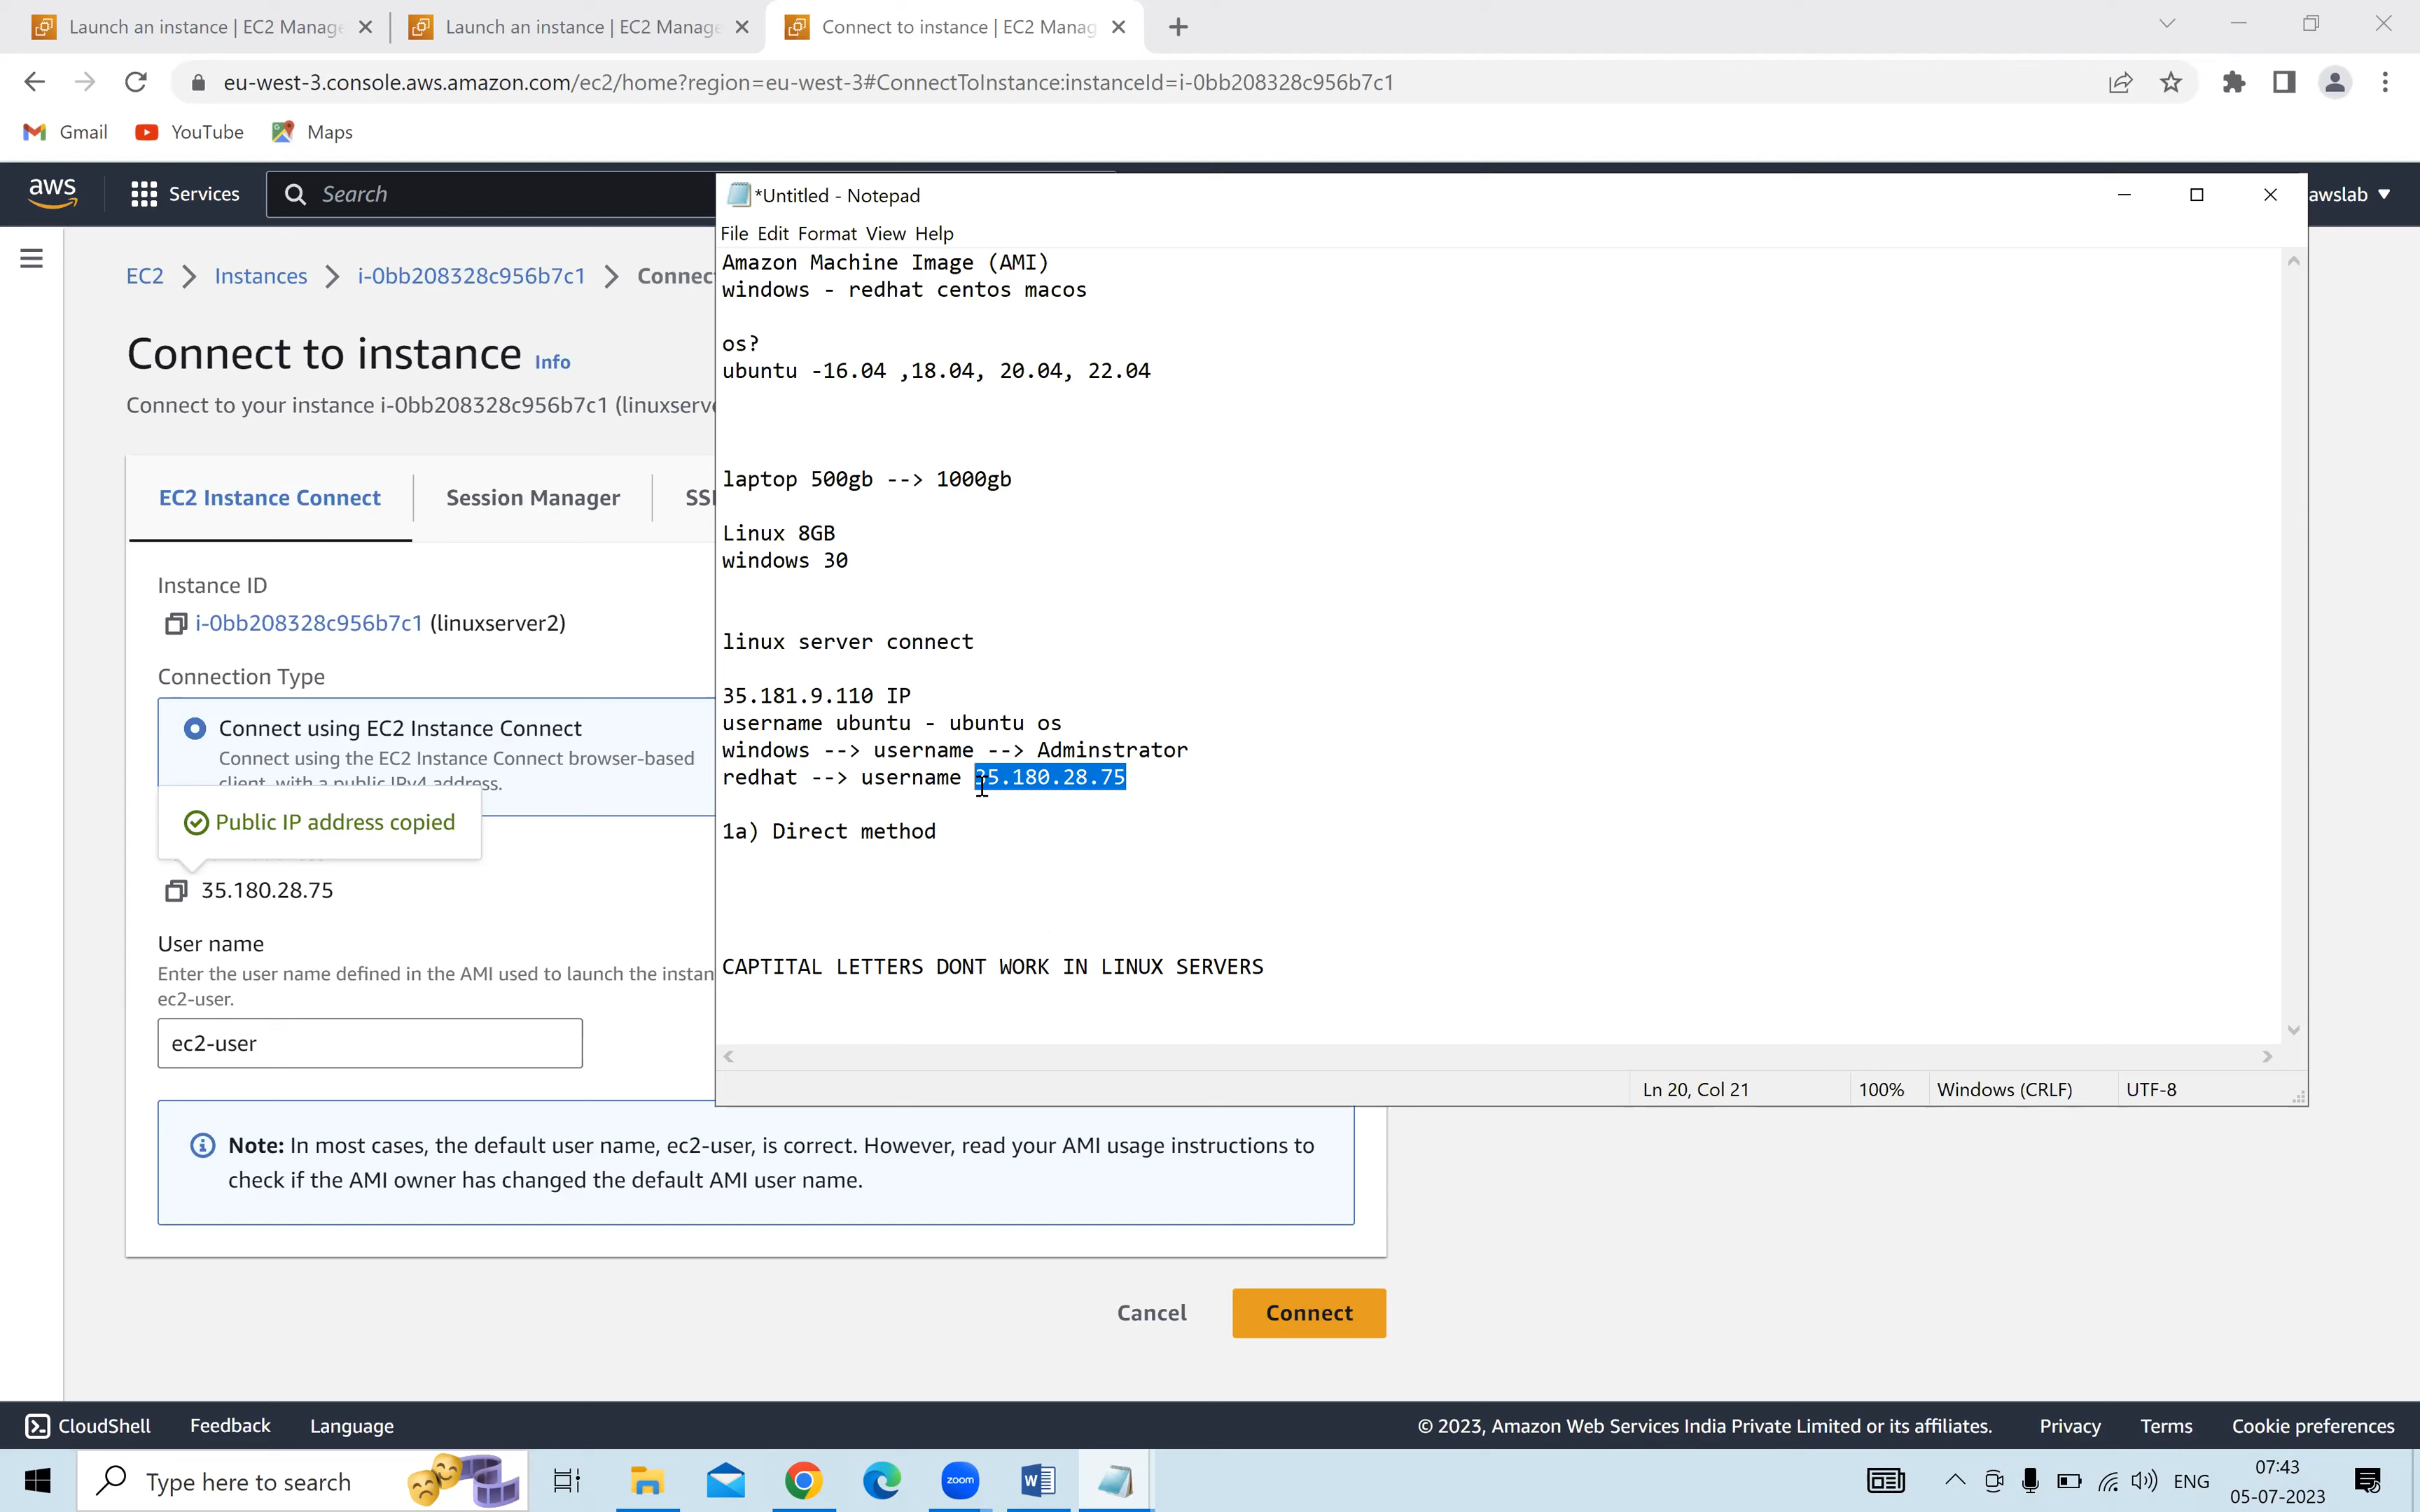 Launch an instance | EC2 Manage
Launch an instance | EC2 Manage
Connect to instance | EC2 Manag
eu-west-3.console.aws.amazon.com/ec2/home?region=eu-west-3#ConnectToInstance:instanceId=i-0bb208328c956b7c1
Gmail
YouTube
Maps
aws
Services
Search
awslab
*Untitled - Notepad
File Edit Format View Help
Amazon Machine Image (AMI)
windows - redhat centos macos
os?
ubuntu -16.04 ,18.04, 20.04, 22.04
laptop 500gb --> 1000gb
Linux 8GB
windows 30
linux server connect
35.181.9.110 IP
username ubuntu - ubuntu os
windows --> username --> Adminstrator
redhat --> username 35.180.28.75
1a) Direct method
CAPTITAL LETTERS DONT WORK IN LINUX SERVERS
Ln 20, Col 21
100%
Windows (CRLF)
UTF-8
EC2 > Instances > i-0bb208328c956b7c1 > Connec
Connect to instance Info
Connect to your instance i-0bb208328c956b7c1 (linuxserv
EC2 Instance Connect
Session Manager
SS
Instance ID
i-0bb208328c956b7c1 (linuxserver2)
Connection Type
Connect using EC2 Instance Connect
Connect using the EC2 Instance Connect browser-based
client, with a public IPv4 address.
Public IP address copied
35.180.28.75
User name
Enter the user name defined in the AMI used to launch the instan
ec2-user.
ec2-user
Note: In most cases, the default user name, ec2-user, is correct. However, read your AMI usage instructions to
check if the AMI owner has changed the default AMI user name.
Cancel
Connect
CloudShell
Feedback
Language
© 2023, Amazon Web Services India Private Limited or its affiliates.
Privacy
Terms
Cookie preferences
Type here to search
zoom
W
ENG
07:43
05-07-2023